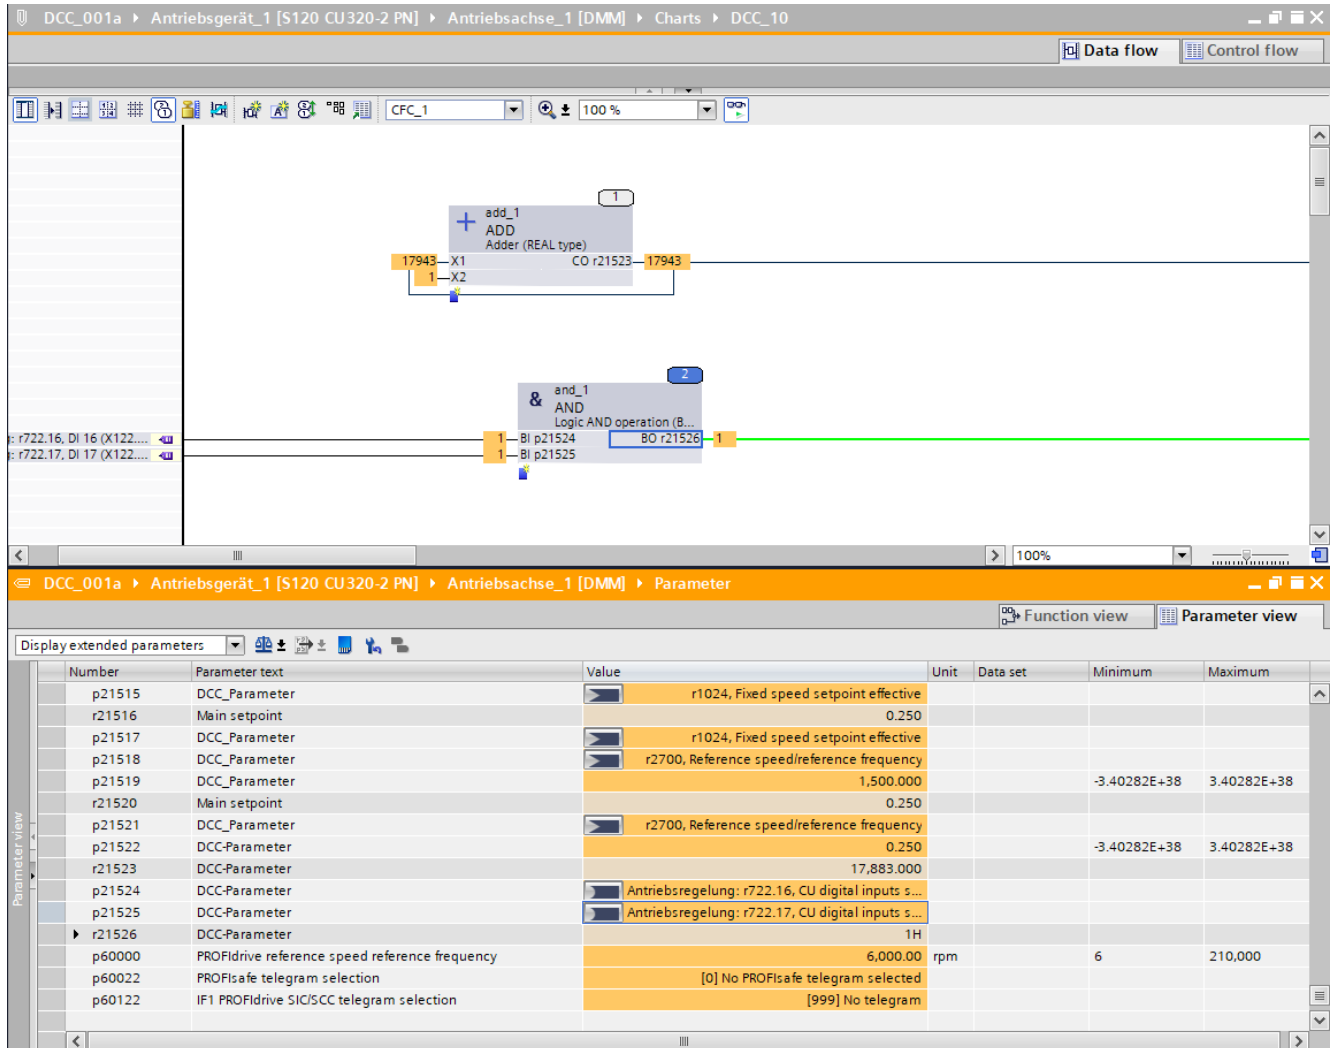 DCC_001a ▸ Antriebsgerät_1 [S120 CU320-2 PN] ▸ Antriebsachse_1 [DMM] ▸ Charts ▸ DCC_10
Data flow Control flow
CFC_1 100 %
1
add_1
ADD
Adder (REAL type)
17943 X1 CO r21523 17943
1 X2
2
& and_1
AND
Logic AND operation (B...
r722.16, DI 16 (X122.... 1 BI p21524 BO r21526 1
r722.17, DI 17 (X122.... 1 BI p21525
100%
DCC_001a ▸ Antriebsgerät_1 [S120 CU320-2 PN] ▸ Antriebsachse_1 [DMM] ▸ Parameter
Function view Parameter view
Display extended parameters
Parameter view
Number Parameter text Value Unit Data set Minimum Maximum
p21515 DCC_Parameter r1024, Fixed speed setpoint effective
r21516 Main setpoint 0.250
p21517 DCC_Parameter r1024, Fixed speed setpoint effective
p21518 DCC_Parameter r2700, Reference speed/reference frequency
p21519 DCC_Parameter 1,500.000 -3.40282E+38 3.40282E+38
r21520 Main setpoint 0.250
p21521 DCC_Parameter r2700, Reference speed/reference frequency
p21522 DCC-Parameter 0.250 -3.40282E+38 3.40282E+38
r21523 DCC-Parameter 17,883.000
p21524 DCC-Parameter Antriebsregelung: r722.16, CU digital inputs s...
p21525 DCC-Parameter Antriebsregelung: r722.17, CU digital inputs s...
r21526 DCC-Parameter 1H
p60000 PROFIdrive reference speed reference frequency 6,000.00 rpm 6 210,000
p60022 PROFIsafe telegram selection [0] No PROFIsafe telegram selected
p60122 IF1 PROFIdrive SIC/SCC telegram selection [999] No telegram